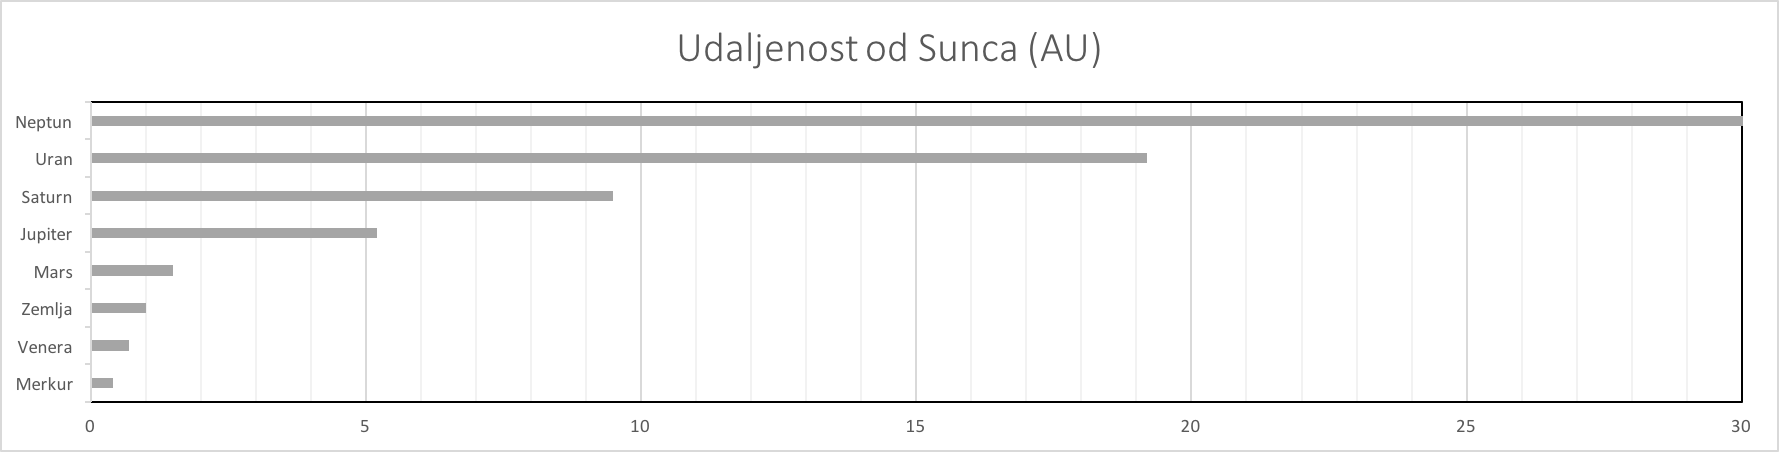 Udaljenost od Sunca (AU)
Neptun
Uran
Saturn
Jupiter
Mars
Zemlja
Venera
Merkur
0 5 10 15 20 25 30